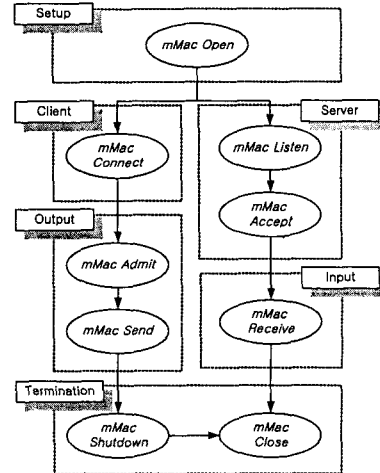 Setup
mMac Open
Client
Server
mMac
Connect
mMac Listen
mMac
Accept
Output
mMac Admit
Input
mMac Send
mMac
Receive
Termination
mMac
Shutdown
mMac
Close